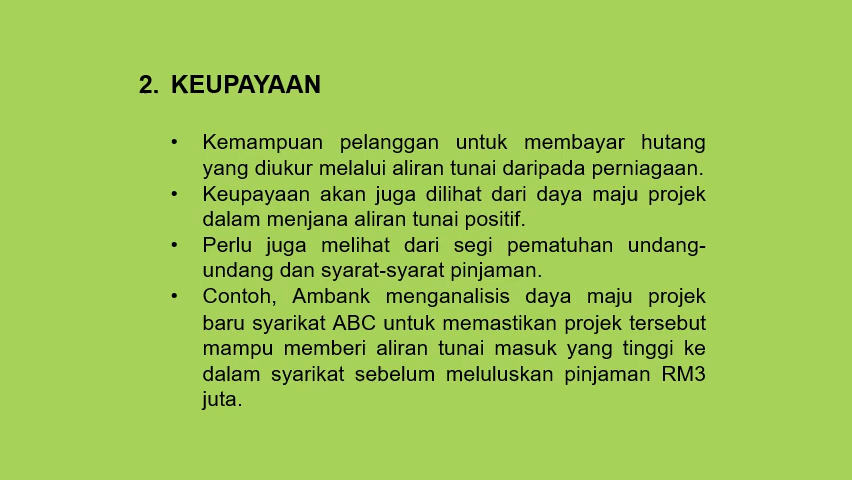 2. KEUPAYAAN
• Kemampuan pelanggan untuk membayar hutang
yang diukur melalui aliran tunai daripada perniagaan.
• Keupayaan akan juga dilihat dari daya maju projek
dalam menjana aliran tunai positif.
• Perlu juga melihat dari segi pematuhan undang-
undang dan syarat-syarat pinjaman.
• Contoh, Ambank menganalisis daya maju projek
baru syarikat ABC untuk memastikan projek tersebut
mampu memberi aliran tunai masuk yang tinggi ke
dalam syarikat sebelum meluluskan pinjaman RM3
juta.